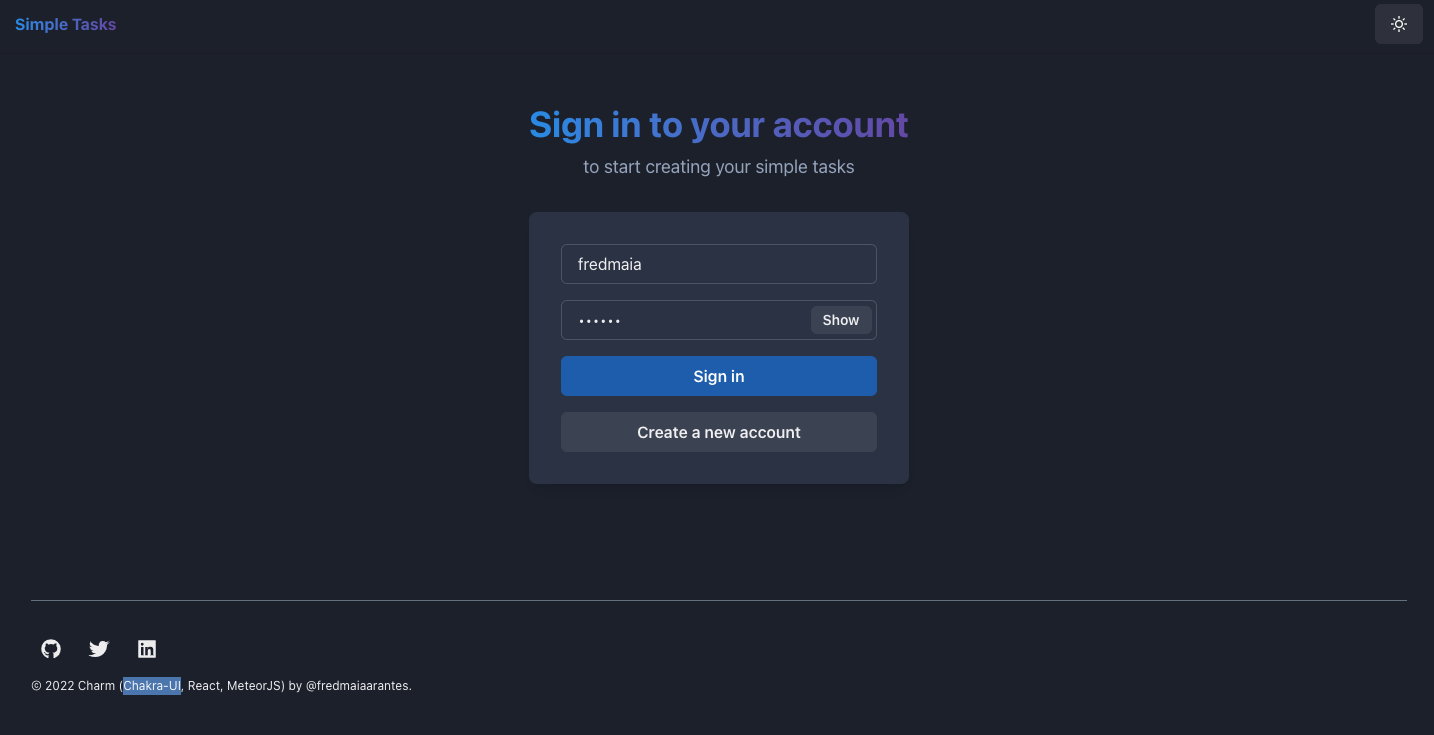 Simple Tasks
Sign in to your account
to start creating your simple tasks
fredmaia
••••••
Show
Sign in
Create a new account
© 2022 Charm (Chakra-UI, React, MeteorJS) by @fredmaiaarantes.